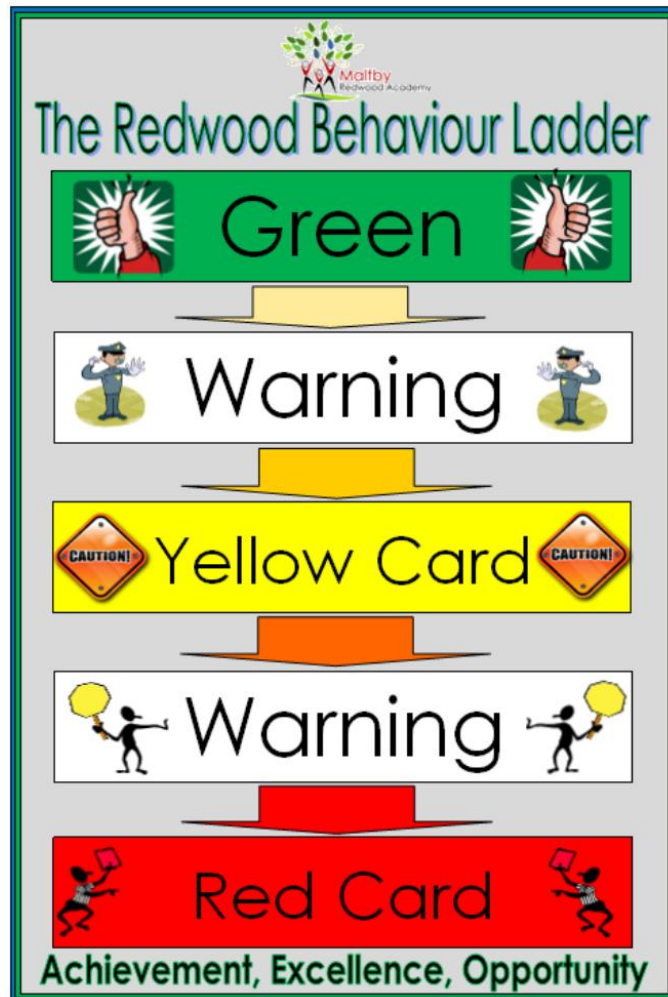 Maltby
Redwood Academy
The Redwood Behaviour Ladder
Green
Warning
CAUTION! Yellow Card CAUTION!
Warning
Red Card
Achievement, Excellence, Opportunity